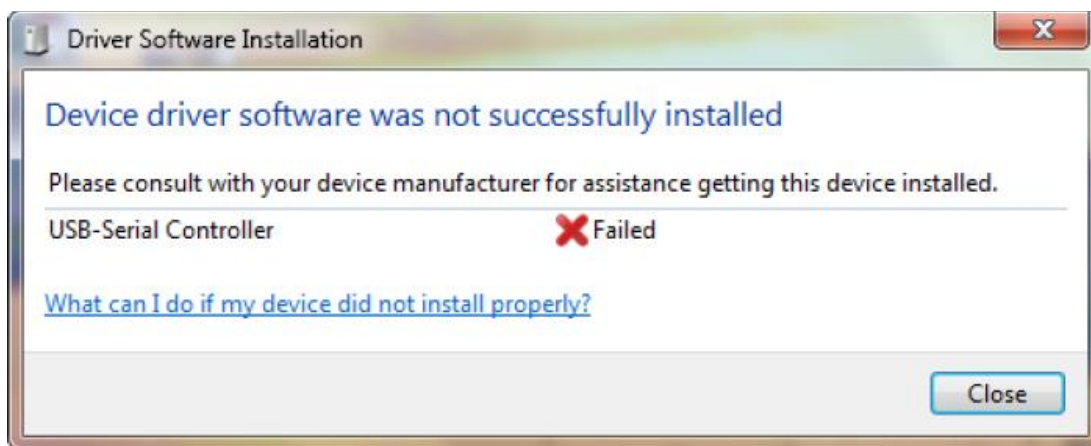 Driver Software Installation
Device driver software was not successfully installed
Please consult with your device manufacturer for assistance getting this device installed.
USB-Serial Controller Failed
What can I do if my device did not install properly?
Close